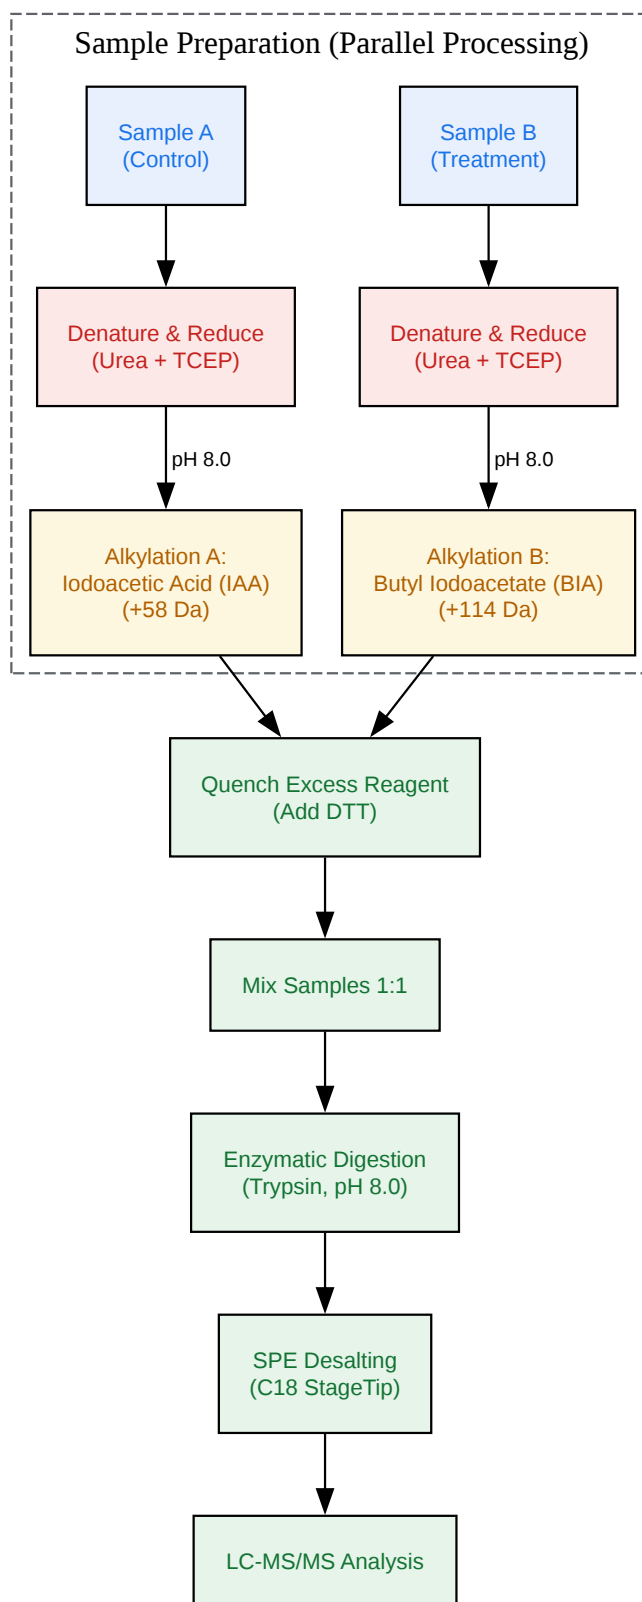 Sample Preparation (Parallel Processing)
Sample A
(Control)
Sample B
(Treatment)
Denature & Reduce
(Urea + TCEP)
Denature & Reduce
(Urea + TCEP)
pH 8.0
pH 8.0
Alkylation A:
Iodoacetic Acid (IAA)
(+58 Da)
Alkylation B:
Butyl Iodoacetate (BIA)
(+114 Da)
Quench Excess Reagent
(Add DTT)
Mix Samples 1:1
Enzymatic Digestion
(Trypsin, pH 8.0)
SPE Desalting
(C18 StageTip)
LC-MS/MS Analysis